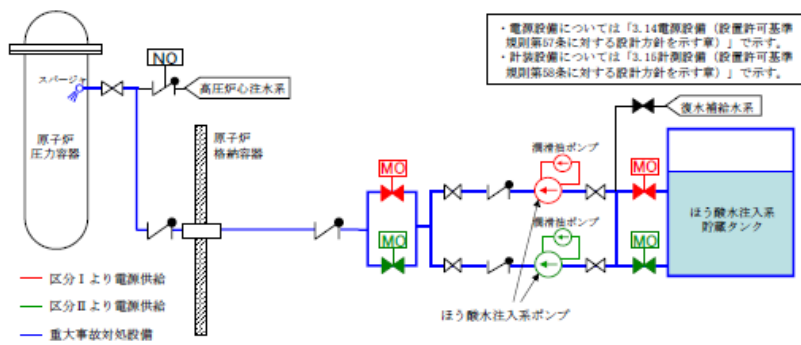 ・電源設備については「3.14電源設備（設置許可基準
規則第57条に対する設計方針を示す章）」で示す。
・計装設備については「3.15計測設備（設置許可基準
規則第58条に対する設計方針を示す章）」で示す。
NO
スパージャ
高圧炉心注水系
復水補給水系
原子炉
圧力容器
原子炉
格納容器
潤滑油ポンプ
MO
MO
ほう酸水注入系
貯蔵タンク
潤滑油ポンプ
MO
MO
区分Ⅰより電源供給
区分Ⅱより電源供給
重大事故対処設備
ほう酸水注入系ポンプ